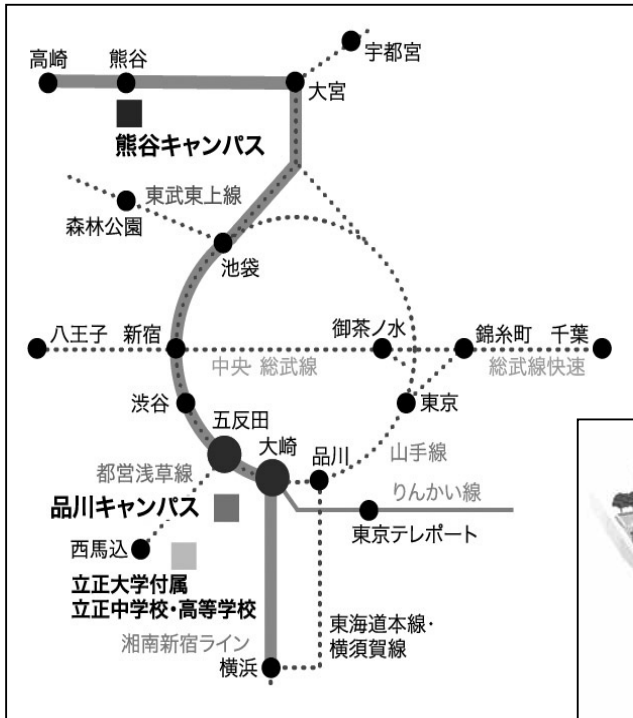 宇都宮
高崎
熊谷
大宮
熊谷キャンパス
東武東上線
森林公園
池袋
八王子
新宿
御茶ノ水
錦糸町
千葉
中央・総武線
総武線快速
渋谷
東京
五反田
大崎
品川
山手線
都営浅草線
りんかい線
品川キャンパス
東京テレポート
西馬込
立正大学付属
立正中学校・高等学校
東海道本線・
横須賀線
湘南新宿ライン
横浜